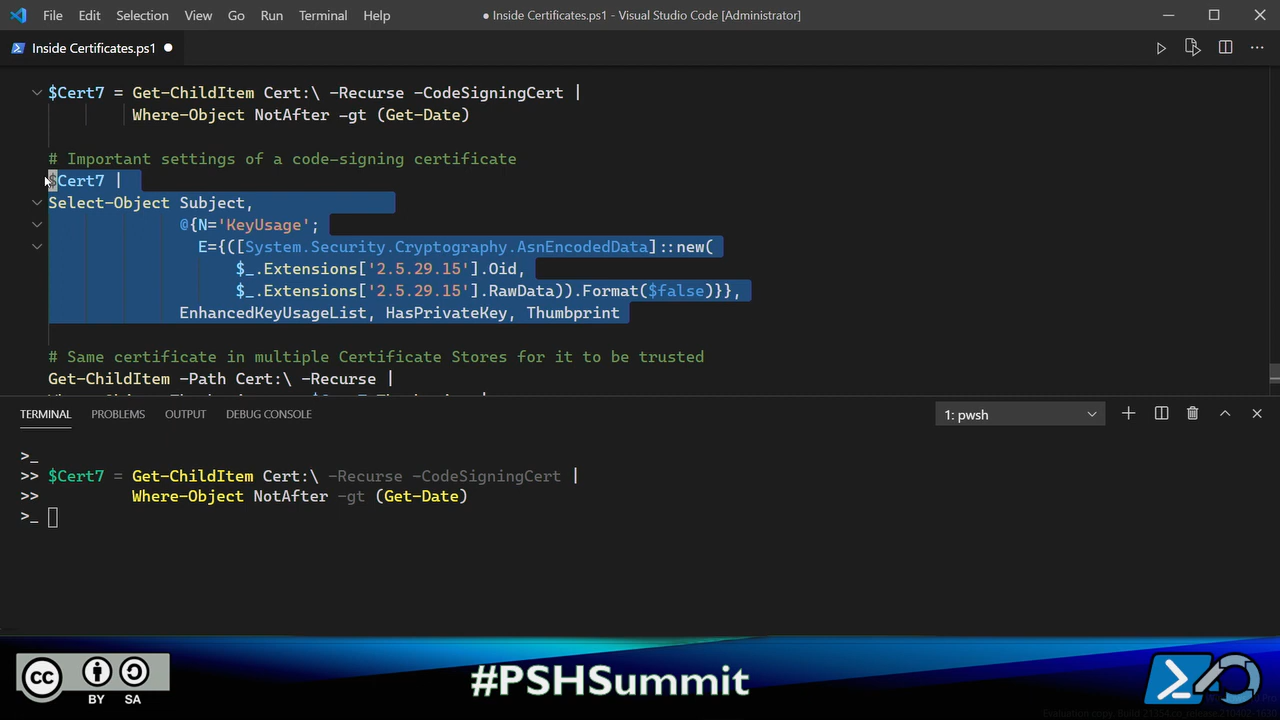 File Edit Selection View Go Run Terminal Help ● Inside Certificates.ps1 - Visual Studio Code [Administrator]
Inside Certificates.ps1 ●
$Cert7 = Get-ChildItem Cert:\ -Recurse -CodeSigningCert |
Where-Object NotAfter -gt (Get-Date)
# Important settings of a code-signing certificate
$Cert7 |
Select-Object Subject,
@{N='KeyUsage';
E={([System.Security.Cryptography.AsnEncodedData]::new(
$_.Extensions['2.5.29.15'].Oid,
$_.Extensions['2.5.29.15'].RawData)).Format($false)}},
EnhancedKeyUsageList, HasPrivateKey, Thumbprint
# Same certificate in multiple Certificate Stores for it to be trusted
Get-ChildItem -Path Cert:\ -Recurse |
TERMINAL PROBLEMS OUTPUT DEBUG CONSOLE 1: pwsh
>_
>> $Cert7 = Get-ChildItem Cert:\ -Recurse -CodeSigningCert |
>> Where-Object NotAfter -gt (Get-Date)
>_
CC BY SA
#PSHSummit